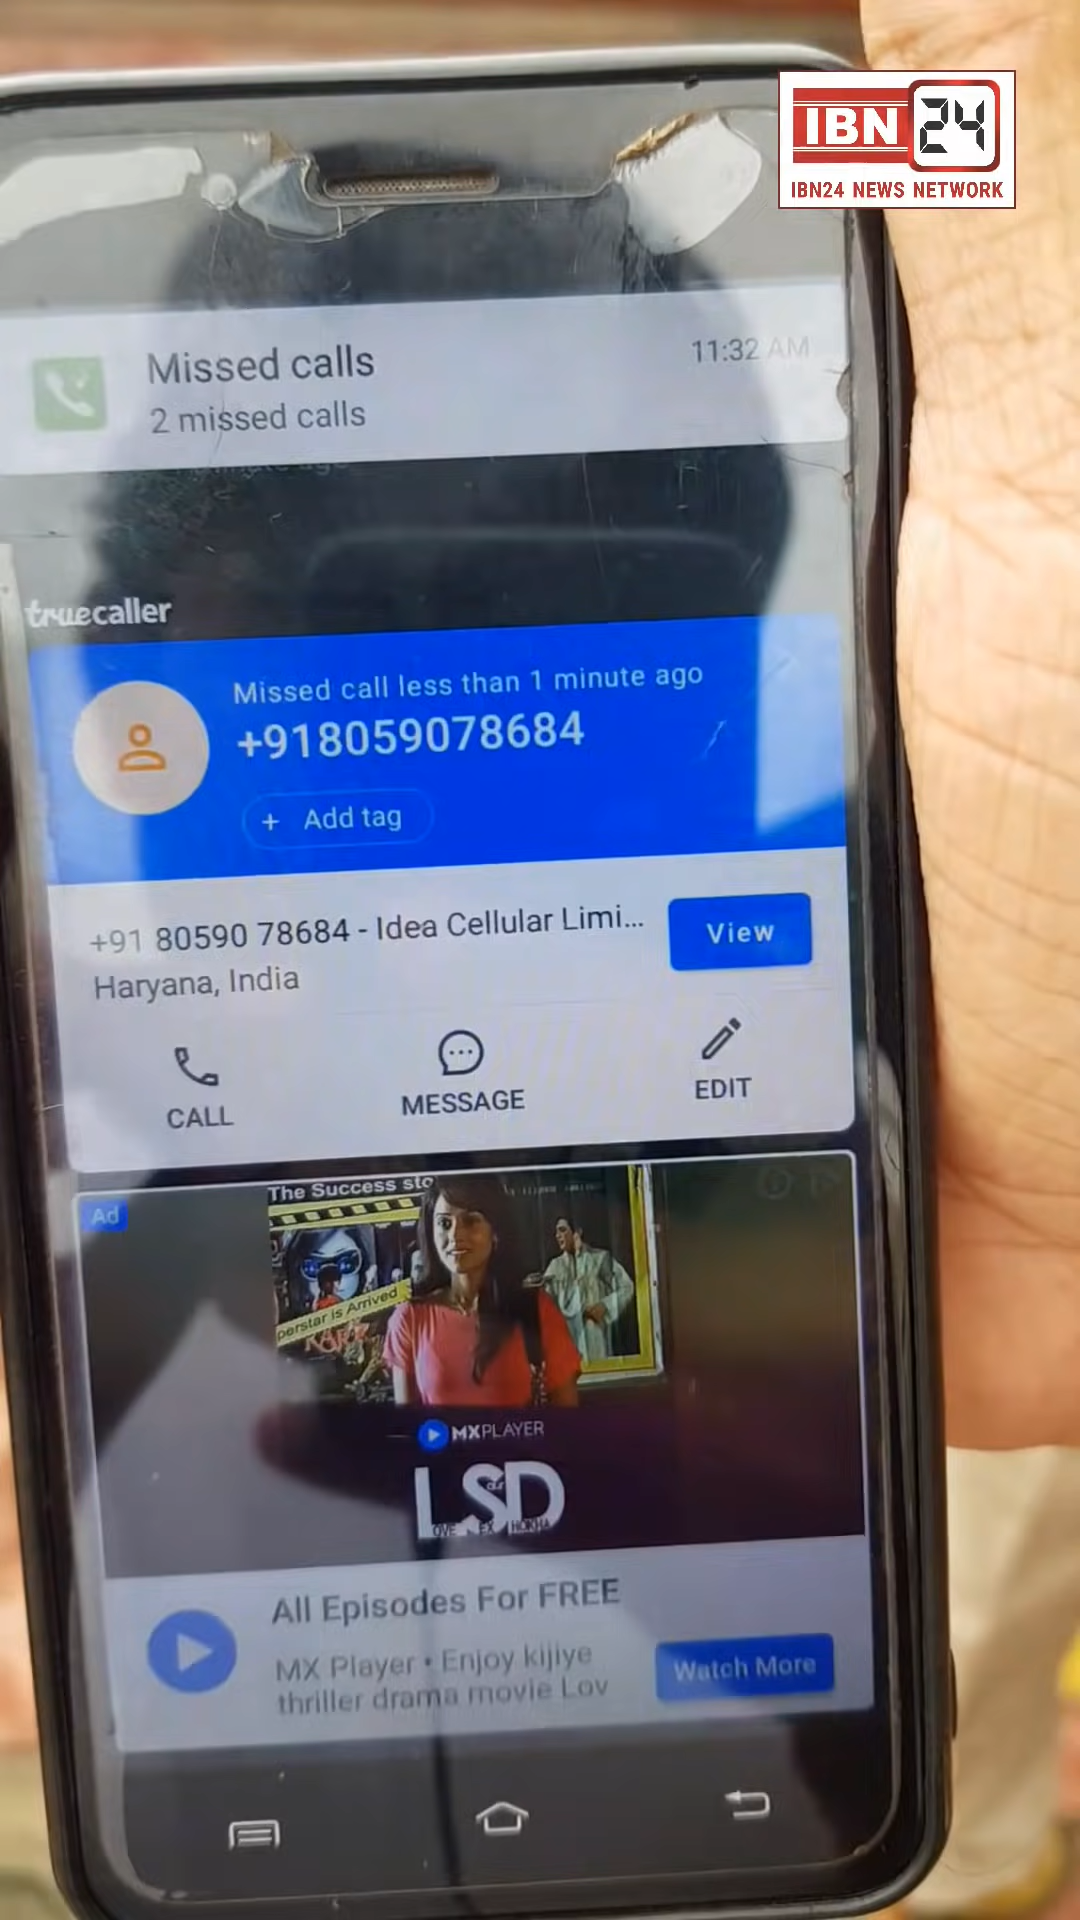 IBN 24
IBN24 NEWS NETWORK
Missed calls
11:32 AM
2 missed calls
truecaller
Missed call less than 1 minute ago
+918059078684
+ Add tag
+91 80590 78684 - Idea Cellular Limi...
Haryana, India
View
CALL
MESSAGE
EDIT
Ad
The Success sto
perstar is Arrived
MXPLAYER
LSD
All Episodes For FREE
MX Player • Enjoy kijiye
thriller drama movie Lov
Watch More